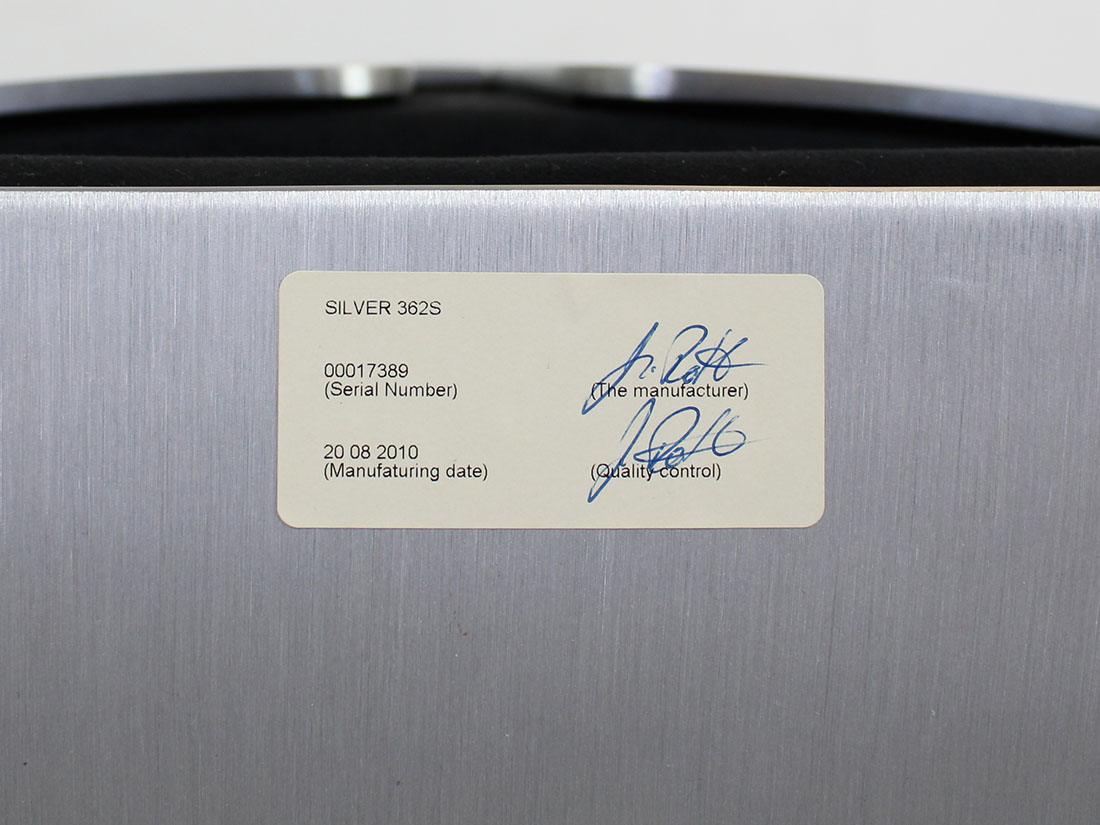 SILVER 362S
00017389
(Serial Number)
(The manufacturer)
20 08 2010
(Manufaturing date)
(Quality control)